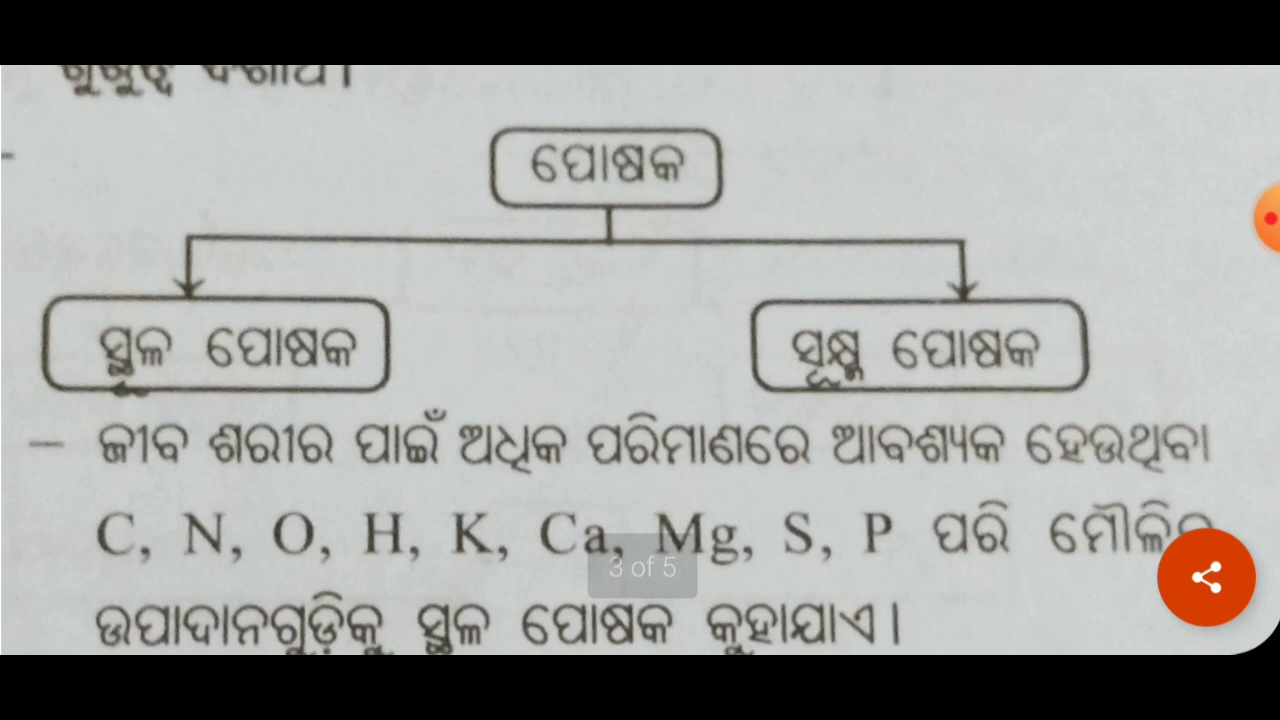 ପୋଷକ
ସ୍ଥୂଳ ପୋଷକ ସୂକ୍ଷ୍ମ ପୋଷକ
– ଜୀବ ଶରୀର ପାଇଁ ଅଧିକ ପରିମାଣରେ ଆବଶ୍ୟକ ହେଉଥିବା
C, N, O, H, K, Ca, Mg, S, P ପରି
3 of 5
ଉପାଦାନଗୁଡ଼ିକୁ ସ୍ଥୂଳ ପୋଷକ କୁହାଯାଏ।